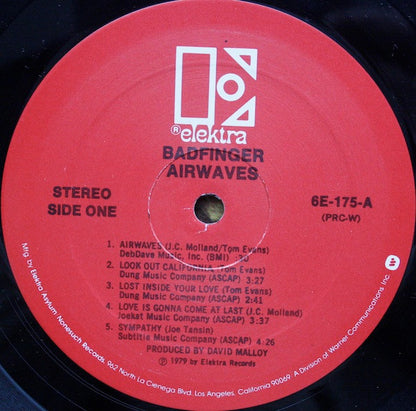 ® elektra
BADFINGER
AIRWAVES
STEREO
SIDE ONE
6E-175-A
(PRC-W)
1. AIRWAVES (J.C. Molland/Tom Evans)
DebDave Music, Inc. (BMI) :30
2. LOOK OUT CALIFORNIA (Tom Evans)
Dung Music Company (ASCAP) 3:27
3. LOST INSIDE YOUR LOVE (Tom Evans)
Dung Music Company (ASCAP) 2:41
4. LOVE IS GONNA COME AT LAST (J.C. Molland)
Joekat Music Company (ASCAP) 3:37
5. SYMPATHY (Joe Tansin)
Subtitle Music Company (ASCAP) 4:26
PRODUCED BY DAVID MALLOY
℗ 1979 by Elektra Records
Mfg. by Elektra/Asylum/Nonesuch Records 962 North La Cienega Blvd. Los Angeles, California 90069. A Division of Warner Communications Inc.